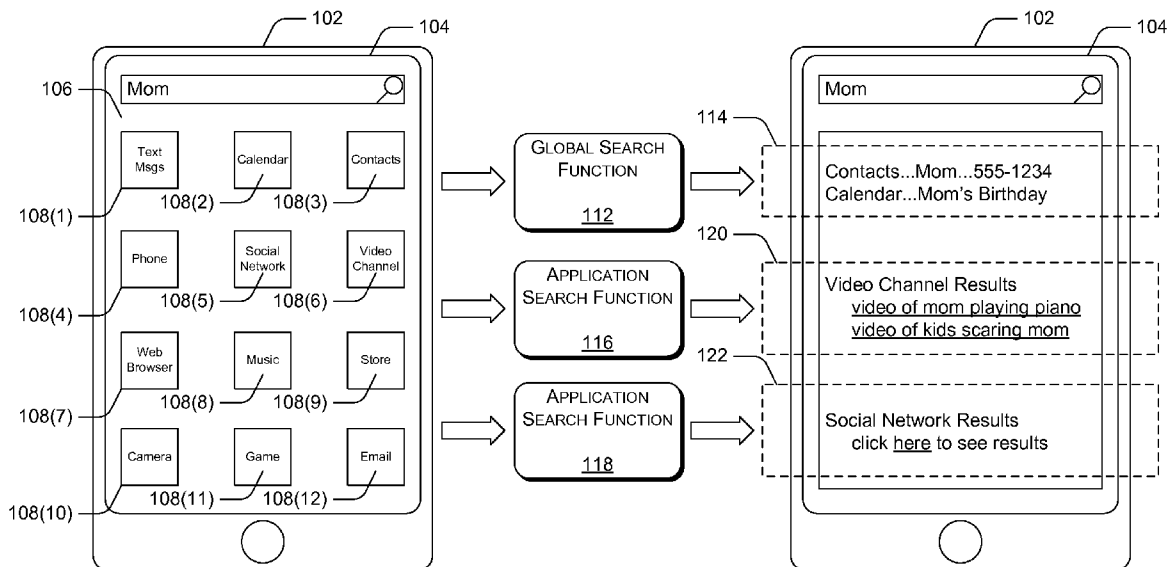 102
104
Mom
106
Text
Msgs
Calendar
Contacts
108(1)
108(2)
108(3)
Phone
Social
Network
Video
Channel
108(4)
108(5)
108(6)
Web
Browser
Music
Store
108(7)
108(8)
108(9)
Camera
Game
Email
108(10)
108(11)
108(12)
GLOBAL SEARCH
FUNCTION
112
APPLICATION
SEARCH FUNCTION
116
APPLICATION
SEARCH FUNCTION
118
102
104
Mom
114
Contacts...Mom...555-1234
Calendar...Mom's Birthday
120
Video Channel Results
video of mom playing piano
video of kids scaring mom
122
Social Network Results
click here to see results